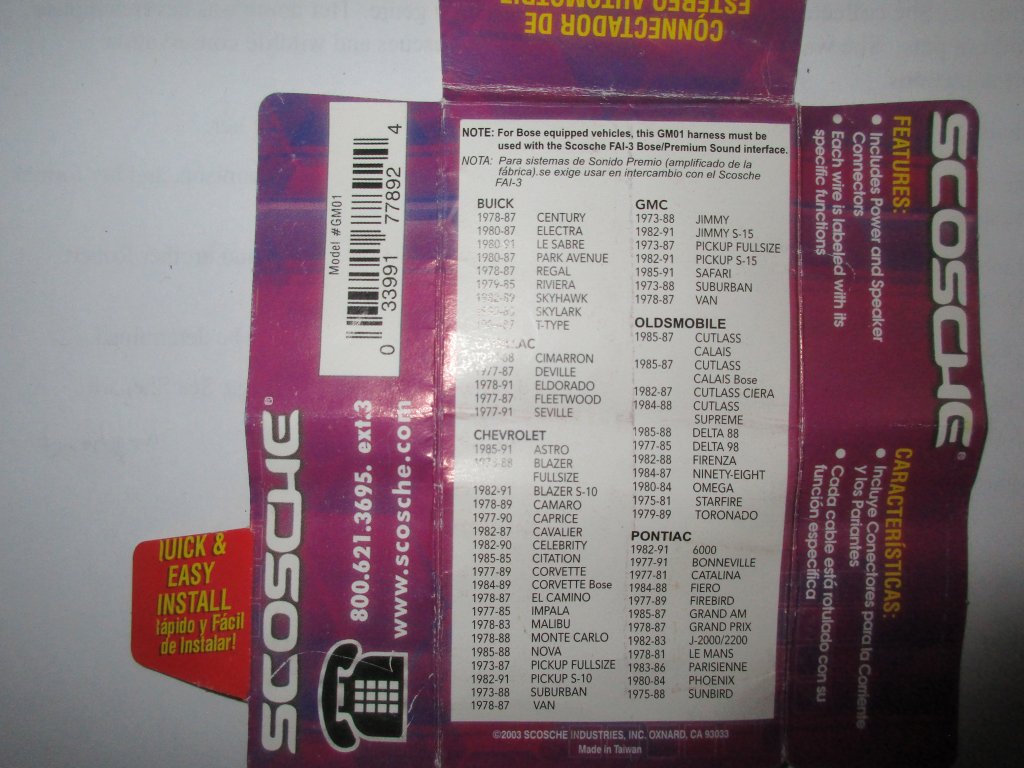 CONNECTADOR DE
NOTE: For Bose equipped vehicles, this GM01 harness must be
used with the Scosche FAI-3 Bose/Premium Sound interface.
NOTA: Para sistemas de Sonido Premio (amplificado de la
fábrica).se exige usar en intercambio con el Scosche
FAI-3
BUICK
1978-87 CENTURY
1980-87 ELECTRA
1980-91 LE SABRE
1980-87 PARK AVENUE
1978-87 REGAL
1979-85 RIVIERA
1982-89 SKYHAWK
SKYLARK
T-TYPE
CADILLAC
CIMARRON
1977-87 DEVILLE
1978-91 ELDORADO
1977-87 FLEETWOOD
1977-91 SEVILLE
CHEVROLET
1985-91 ASTRO
1973-88 BLAZER
FULLSIZE
1982-91 BLAZER S-10
1978-89 CAMARO
1977-90 CAPRICE
1982-87 CAVALIER
1982-90 CELEBRITY
1985-85 CITATION
1977-89 CORVETTE
1984-89 CORVETTE Bose
1978-87 EL CAMINO
1977-85 IMPALA
1978-83 MALIBU
1978-88 MONTE CARLO
1985-88 NOVA
1973-87 PICKUP FULLSIZE
1982-91 PICKUP S-10
1973-88 SUBURBAN
1978-87 VAN
GMC
1973-88 JIMMY
1982-91 JIMMY S-15
1973-87 PICKUP FULLSIZE
1982-91 PICKUP S-15
1985-91 SAFARI
1973-88 SUBURBAN
1978-87 VAN
OLDSMOBILE
1985-87 CUTLASS
CALAIS
1985-87 CUTLASS
CALAIS Bose
1982-87 CUTLASS CIERA
1984-88 CUTLASS
SUPREME
1985-88 DELTA 88
1977-85 DELTA 98
1982-88 FIRENZA
1984-87 NINETY-EIGHT
1980-84 OMEGA
1975-81 STARFIRE
1979-89 TORONADO
PONTIAC
1982-91 6000
1977-91 BONNEVILLE
1977-81 CATALINA
1984-88 FIERO
1977-89 FIREBIRD
1985-87 GRAND AM
1978-87 GRAND PRIX
1982-83 J-2000/2200
1978-81 LE MANS
1983-86 PARISIENNE
1980-84 PHOENIX
1975-88 SUNBIRD
©2003 SCOSCHE INDUSTRIES, INC. OXNARD, CA 93033
Made in Taiwan
Model #GM01
0 33991 77892 4
SCOSCHE®
800.621.3695. ext.3
www.scosche.com
QUICK &
EASY
INSTALL
Rápido y Fácil
de Instalar!
SCOSCHE®
FEATURES:
● Includes Power and Speaker
Connectors
● Each wire is labeled with its
specific functions
CARACTERÍSTICAS:
● Incluye Conectores para la Corriente
y los Pariantes
● Cada cable está rotulado con su
función específica